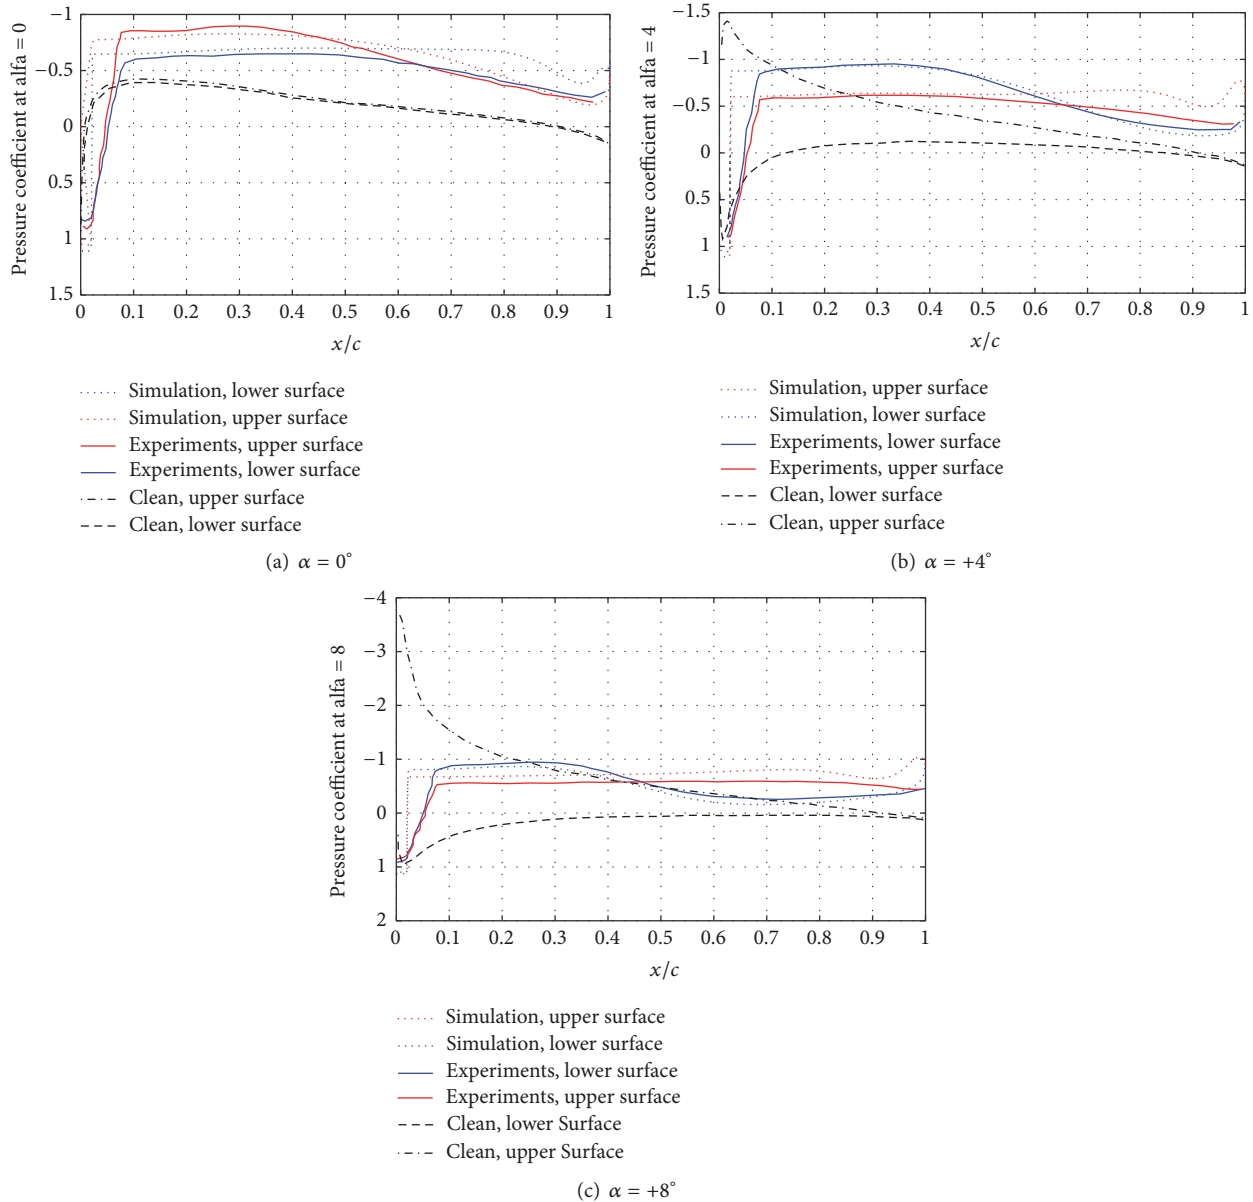 Pressure coefficient at alfa = 0
−1
−0.5
0
0.5
1
1.5
0 0.1 0.2 0.3 0.4 0.5 0.6 0.7 0.8 0.9 1
x/c
Simulation, lower surface
Simulation, upper surface
Experiments, upper surface
Experiments, lower surface
Clean, upper surface
Clean, lower surface
(a) α = 0°
Pressure coefficient at alfa = 4
−1.5
−1
−0.5
0
0.5
1
1.5
0 0.1 0.2 0.3 0.4 0.5 0.6 0.7 0.8 0.9 1
x/c
Simulation, upper surface
Simulation, lower surface
Experiments, lower surface
Experiments, upper surface
Clean, lower surface
Clean, upper surface
(b) α = +4°
Pressure coefficient at alfa = 8
−4
−3
−2
−1
0
1
2
0 0.1 0.2 0.3 0.4 0.5 0.6 0.7 0.8 0.9 1
x/c
Simulation, upper surface
Simulation, lower surface
Experiments, lower surface
Experiments, upper surface
Clean, lower Surface
Clean, upper Surface
(c) α = +8°